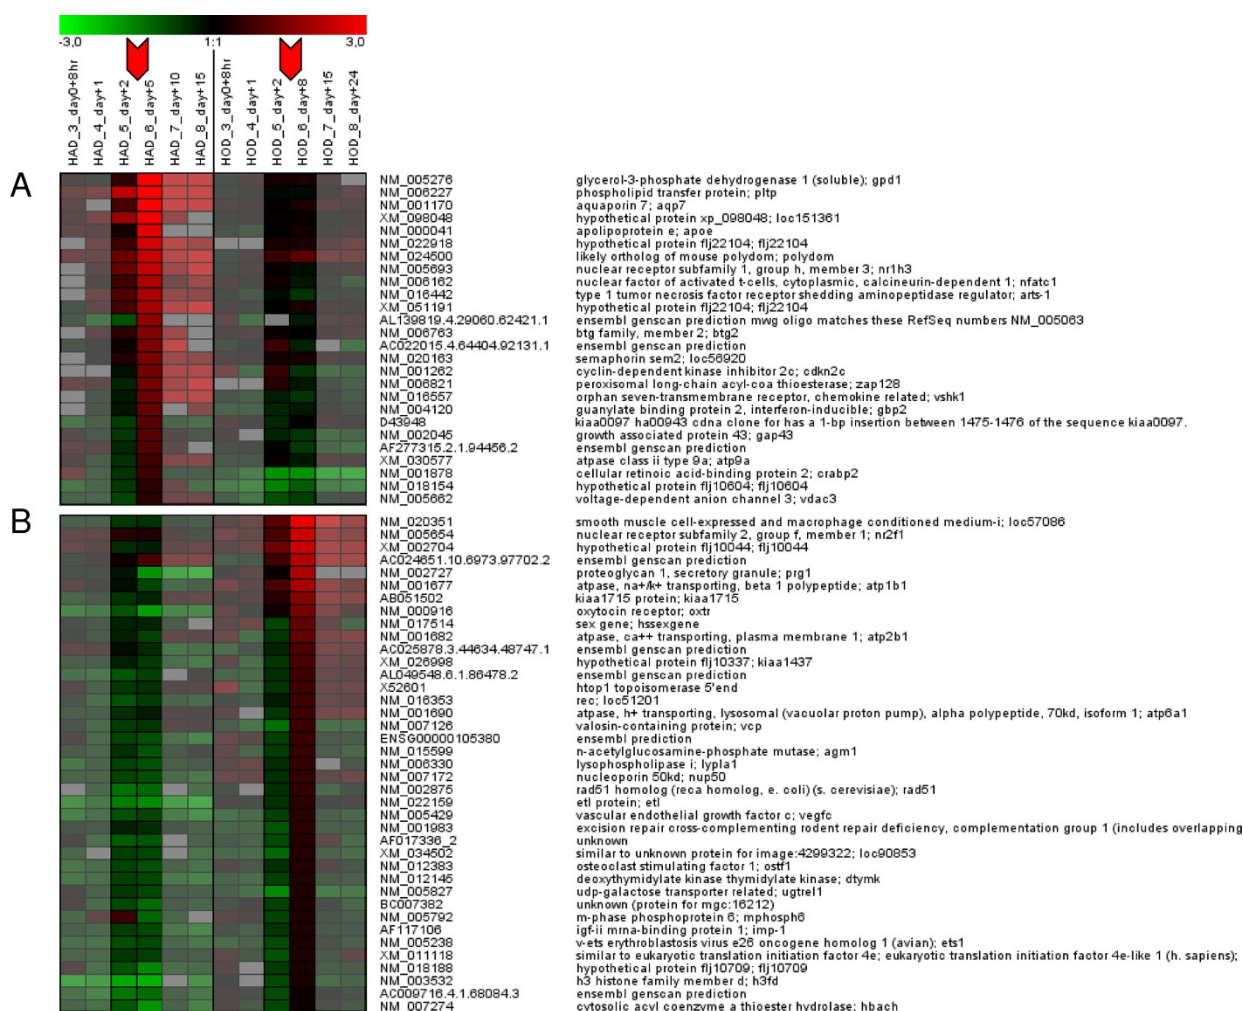 -3,0 1:1 3,0
HAD_3_day0+8hr
HAD_4_day+1
HAD_5_day+2
HAD_6_day+5
HAD_7_day+10
HAD_8_day+15
HOD_3_day0+8hr
HOD_4_day+1
HOD_5_day+2
HOD_6_day+8
HOD_7_day+15
HOD_8_day+24
A
NM_005276 glycerol-3-phosphate dehydrogenase 1 (soluble); gpd1
NM_006227 phospholipid transfer protein; pltp
NM_001170 aquaporin 7; aqp7
XM_098048 hypothetical protein xp_098048; loc151361
NM_000041 apolipoprotein e; apoe
NM_022918 hypothetical protein flj22104; flj22104
NM_024500 likely ortholog of mouse polydom; polydom
NM_005693 nuclear receptor subfamily 1, group h, member 3; nr1h3
NM_006162 nuclear factor of activated t-cells, cytoplasmic, calcineurin-dependent 1; nfatc1
NM_016442 type 1 tumor necrosis factor receptor shedding aminopeptidase regulator; arts-1
XM_051191 hypothetical protein flj22104; flj22104
AL139819.4.29060.62421.1 ensembl genscan prediction mwg oligo matches these RefSeq numbers NM_005063
NM_006763 btg family, member 2; btg2
AC022015.4.64404.92131.1 ensembl genscan prediction
NM_020163 semaphorin sem2; loc56920
NM_001262 cyclin-dependent kinase inhibitor 2c; cdkn2c
NM_006821 peroxisomal long-chain acyl-coa thioesterase; zap128
NM_016557 orphan seven-transmembrane receptor, chemokine related; vshk1
NM_004120 guanylate binding protein 2, interferon-inducible; gbp2
D43948 kiaa0097 ha00943 cdna clone for has a 1-bp insertion between 1475-1476 of the sequence kiaa0097.
NM_002045 growth associated protein 43; gap43
AF277315.2.1.94456.2 ensembl genscan prediction
XM_030577 atpase class ii type 9a; atp9a
NM_001878 cellular retinoic acid-binding protein 2; crabp2
NM_018154 hypothetical protein flj10604; flj10604
NM_005662 voltage-dependent anion channel 3; vdac3
B
NM_020351 smooth muscle cell-expressed and macrophage conditioned medium-i; loc57086
NM_005654 nuclear receptor subfamily 2, group f, member 1; nr2f1
XM_002704 hypothetical protein flj10044; flj10044
AC024651.10.6973.97702.2 ensembl genscan prediction
NM_002727 proteoglycan 1, secretory granule; prg1
NM_001677 atpase, na+/k+ transporting, beta 1 polypeptide; atp1b1
AB051502 kiaa1715 protein; kiaa1715
NM_000916 oxytocin receptor; oxtr
NM_017514 sex gene; hssexgene
NM_001682 atpase, ca++ transporting, plasma membrane 1; atp2b1
AC025878.3.44634.48747.1 ensembl genscan prediction
XM_026998 hypothetical protein flj10337; kiaa1437
AL049548.6.1.86478.2 ensembl genscan prediction
X52601 htop1 topoisomerase 5'end
NM_016353 rec; loc51201
NM_001690 atpase, h+ transporting, lysosomal (vacuolar proton pump), alpha polypeptide, 70kd, isoform 1; atp6a1
NM_007126 valosin-containing protein; vcp
ENSG00000105380 ensembl prediction
NM_015599 n-acetylglucosamine-phosphate mutase; agm1
NM_006330 lysophospholipase i; lypla1
NM_007172 nucleoporin 50kd; nup50
NM_002875 rad51 homolog (reca homolog, e. coli) (s. cerevisiae); rad51
NM_022159 etl protein; etl
NM_005429 vascular endothelial growth factor c; vegfc
NM_001983 excision repair cross-complementing rodent repair deficiency, complementation group 1 (includes overlapping
AF017336_2 unknown
XM_034502 similar to unknown protein for image:4299322; loc90853
NM_012383 osteoclast stimulating factor 1; ostf1
NM_012145 deoxythymidylate kinase thymidylate kinase; dtymk
NM_005827 udp-galactose transporter related; ugtrel1
BC007382 unknown (protein for mgc:16212)
NM_005792 m-phase phosphoprotein 6; mphosph6
AF117106 igf-ii mrna-binding protein 1; imp-1
NM_005238 v-ets erythroblastosis virus e26 oncogene homolog 1 (avian); ets1
XM_011118 similar to eukaryotic translation initiation factor 4e; eukaryotic translation initiation factor 4e-like 1 (h. sapiens);
NM_018188 hypothetical protein flj10709; flj10709
NM_003532 h3 histone family member d; h3fd
AC009716.4.1.68084.3 ensembl genscan prediction
NM_007274 cytosolic acyl coenzyme a thioester hydrolase; hbach